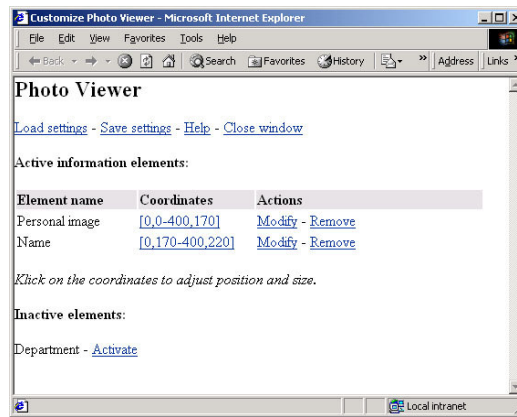 Customize Photo Viewer - Microsoft Internet Explorer
File Edit View Favorites Tools Help
Back Search Favorites History » Address Links »
Photo Viewer
Load settings - Save settings - Help - Close window
Active information elements:
Element name Coordinates Actions
Personal image [0,0-400,170] Modify - Remove
Name [0,170-400,220] Modify - Remove
Klick on the coordinates to adjust position and size.
Inactive elements:
Department - Activate
Local intranet